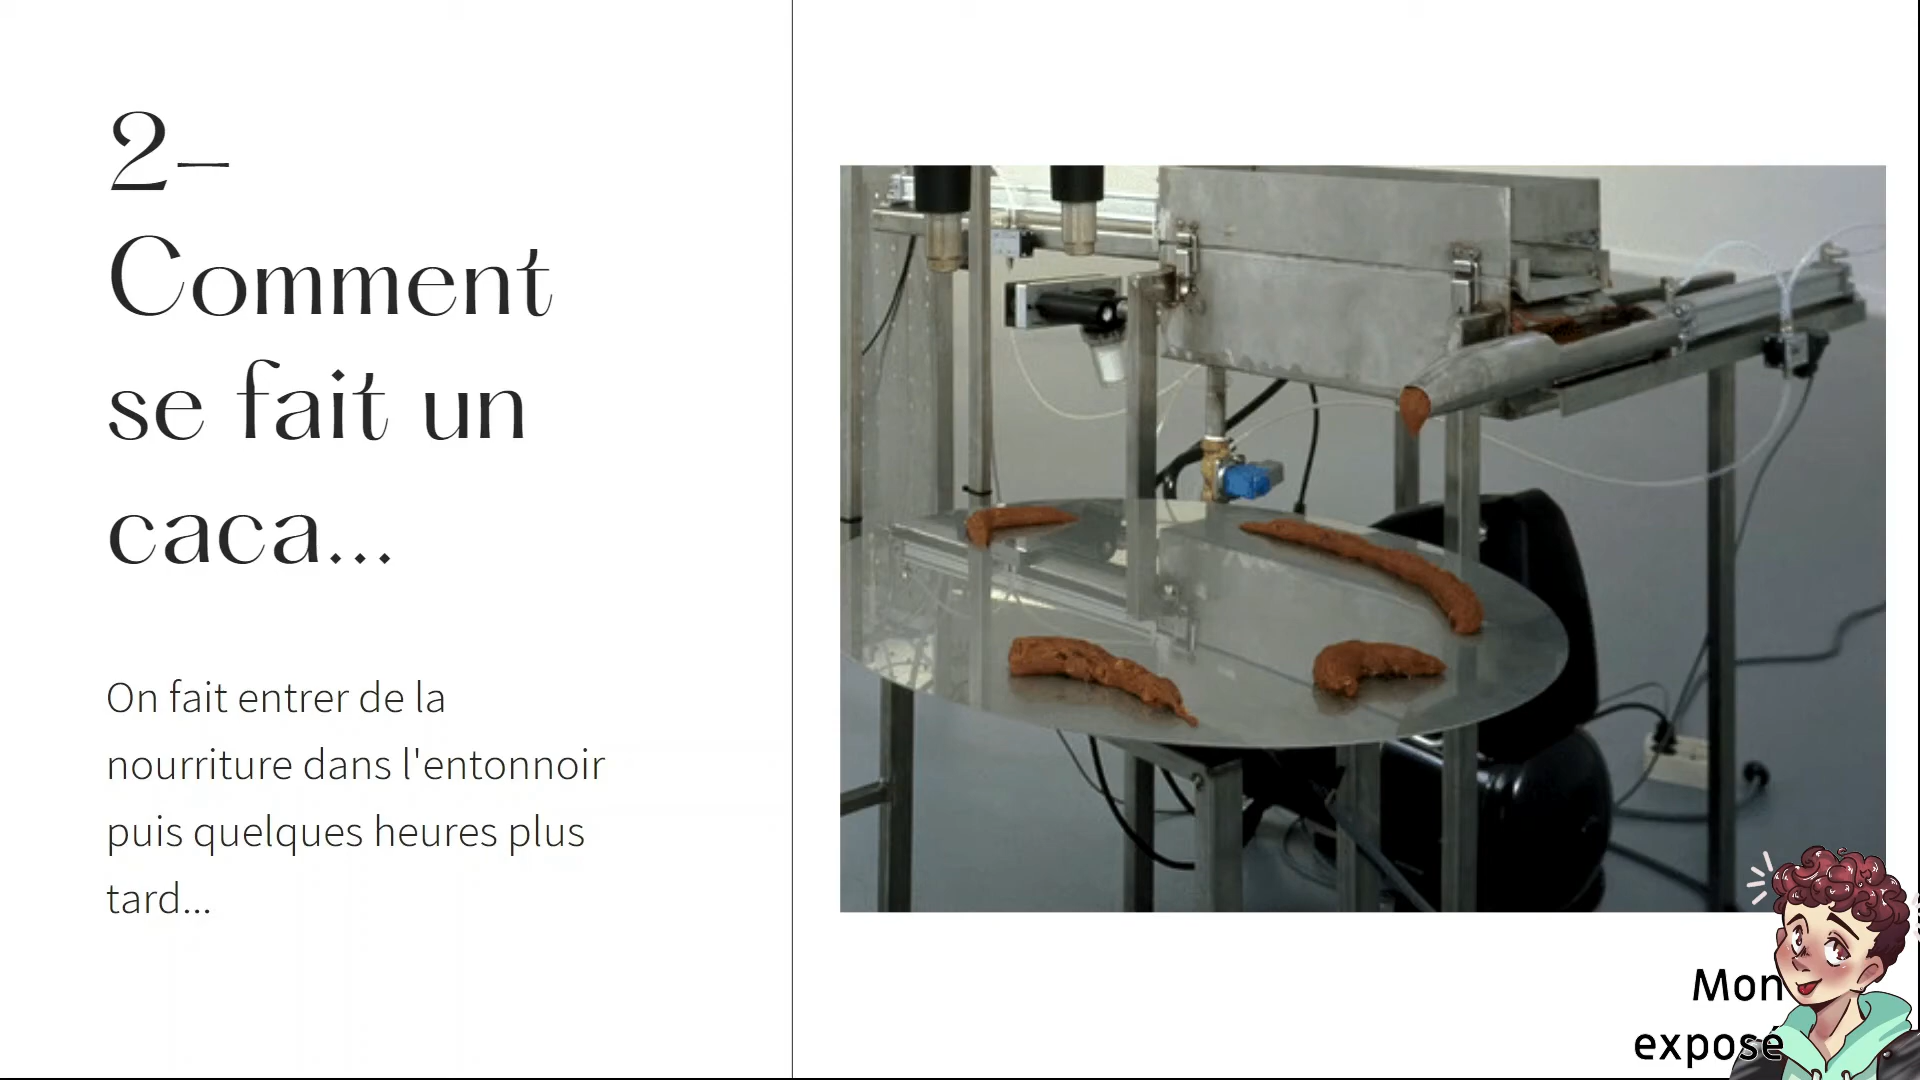 2-
Comment
se fait un
caca...
On fait entrer de la
nourriture dans l'entonnoir
puis quelques heures plus
tard...
Mon
exposé